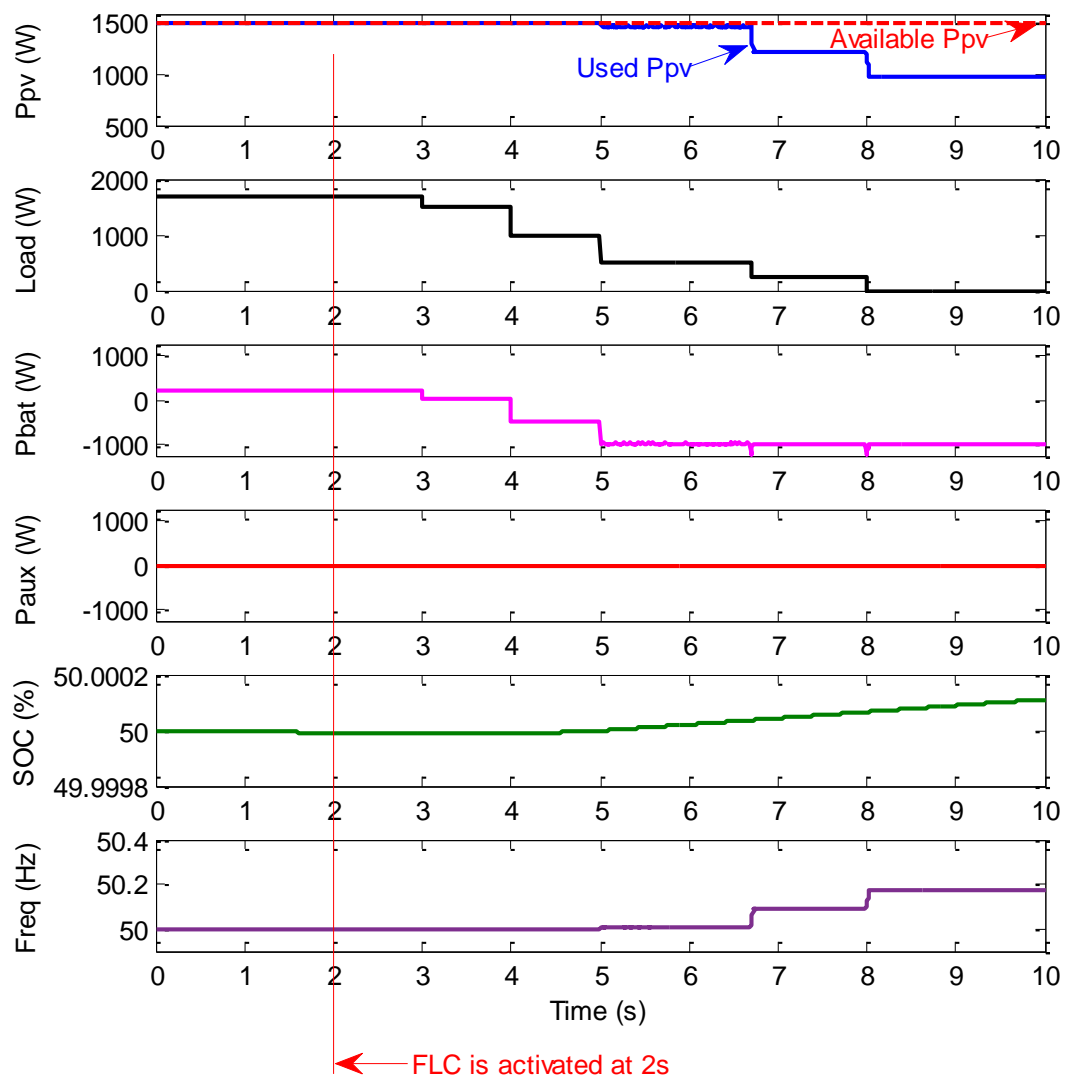 Ppv (W)
1500
1000
500
Available Ppv
Used Ppv
0 1 2 3 4 5 6 7 8 9 10
Load (W)
2000
1000
0
0 1 2 3 4 5 6 7 8 9 10
Pbat (W)
1000
0
-1000
0 1 2 3 4 5 6 7 8 9 10
Paux (W)
1000
0
-1000
0 1 2 3 4 5 6 7 8 9 10
SOC (%)
50.0002
50
49.9998
0 1 2 3 4 5 6 7 8 9 10
Freq (Hz)
50.4
50.2
50
0 1 2 3 4 5 6 7 8 9 10
Time (s)
FLC is activated at 2s